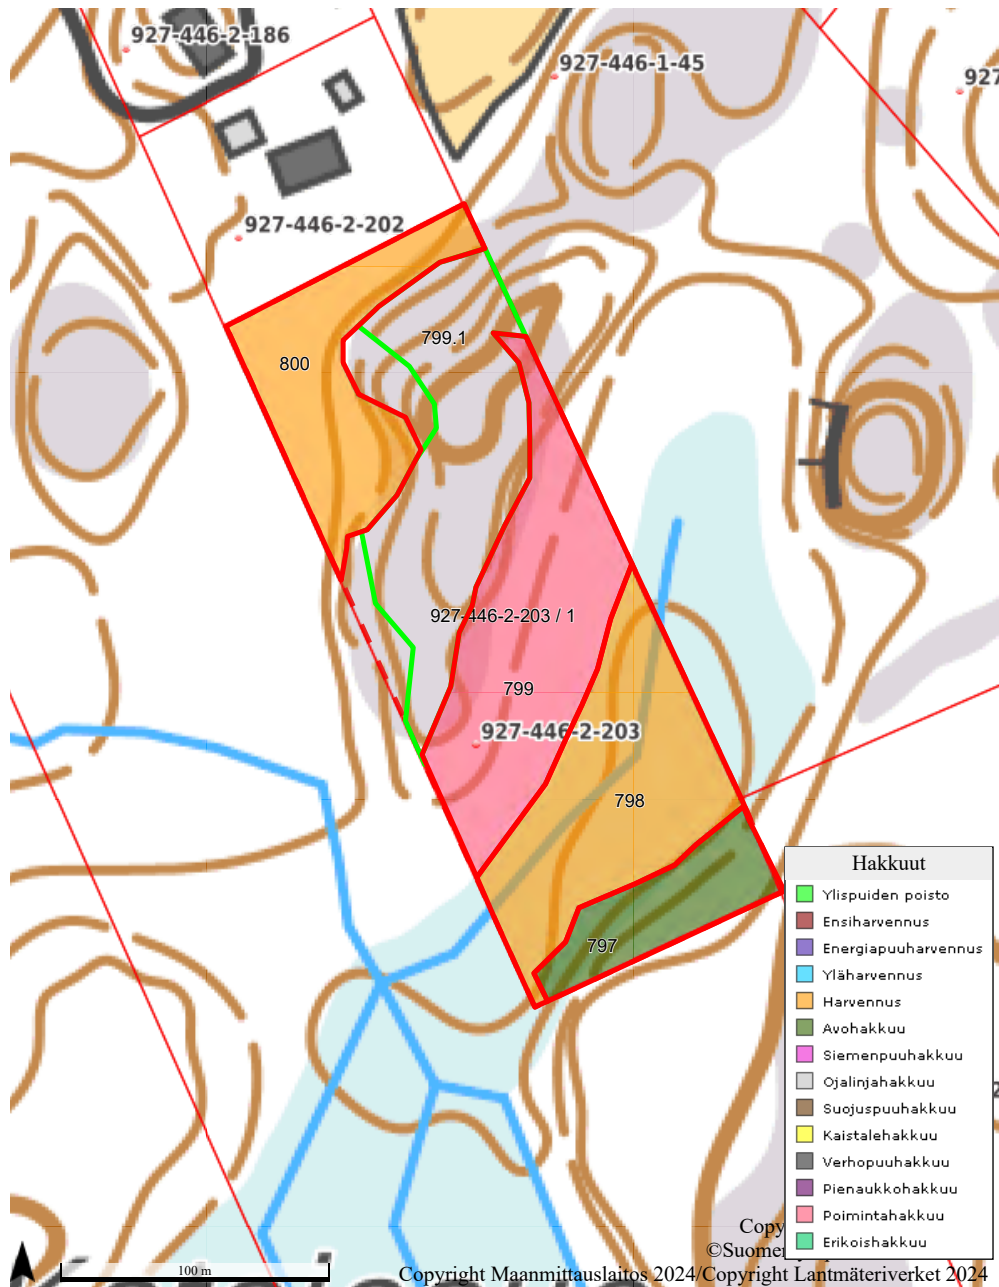 927-446-2-186
927-446-1-45
927
927-446-2-202
799.1
800
927-446-2-203 / 1
799
927-446-2-203
798
797
Hakkuut
Ylispuiden poisto
Ensiharvennus
Energiapuuharvennus
Yläharvennus
Harvennus
Avohakkuu
Siemenpuuhakkuu
Ojalinjahakkuu
Suojuspuuhakkuu
Kaistalehakkuu
Verhopuuhakkuu
Pienaukkohakkuu
Poimintahakkuu
Erikoishakkuu
100 m
Copyright Maanmittauslaitos 2024/Copyright Lantmäteriverket 2024